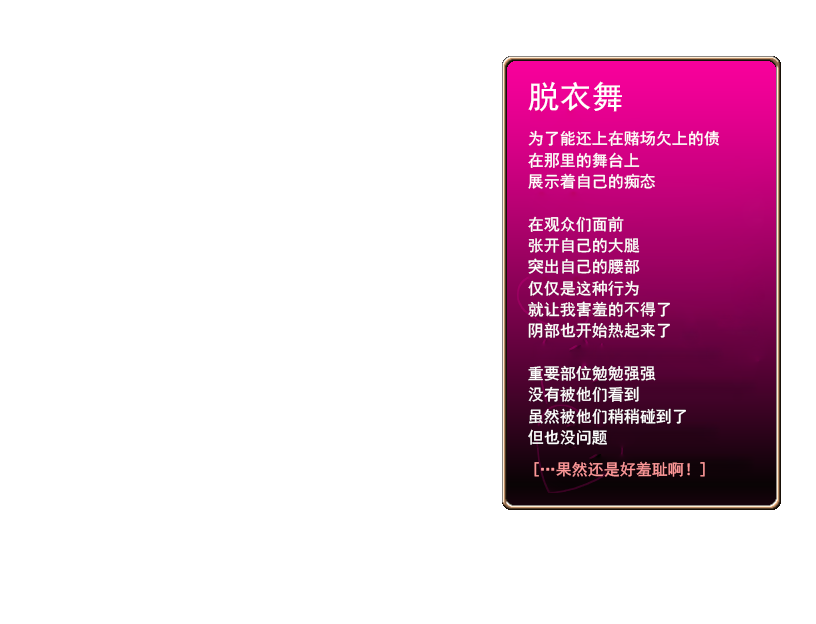 脱衣舞
为了能还上在赌场欠上的债
在那里的舞台上
展示着自己的痴态
在观众们面前
张开自己的大腿
突出自己的腰部
仅仅是这种行为
就让我害羞的不得了
阴部也开始热起来了
重要部位勉勉强强
没有被他们看到
虽然被他们稍稍碰到了
但也没问题
[…果然还是好羞耻啊！]